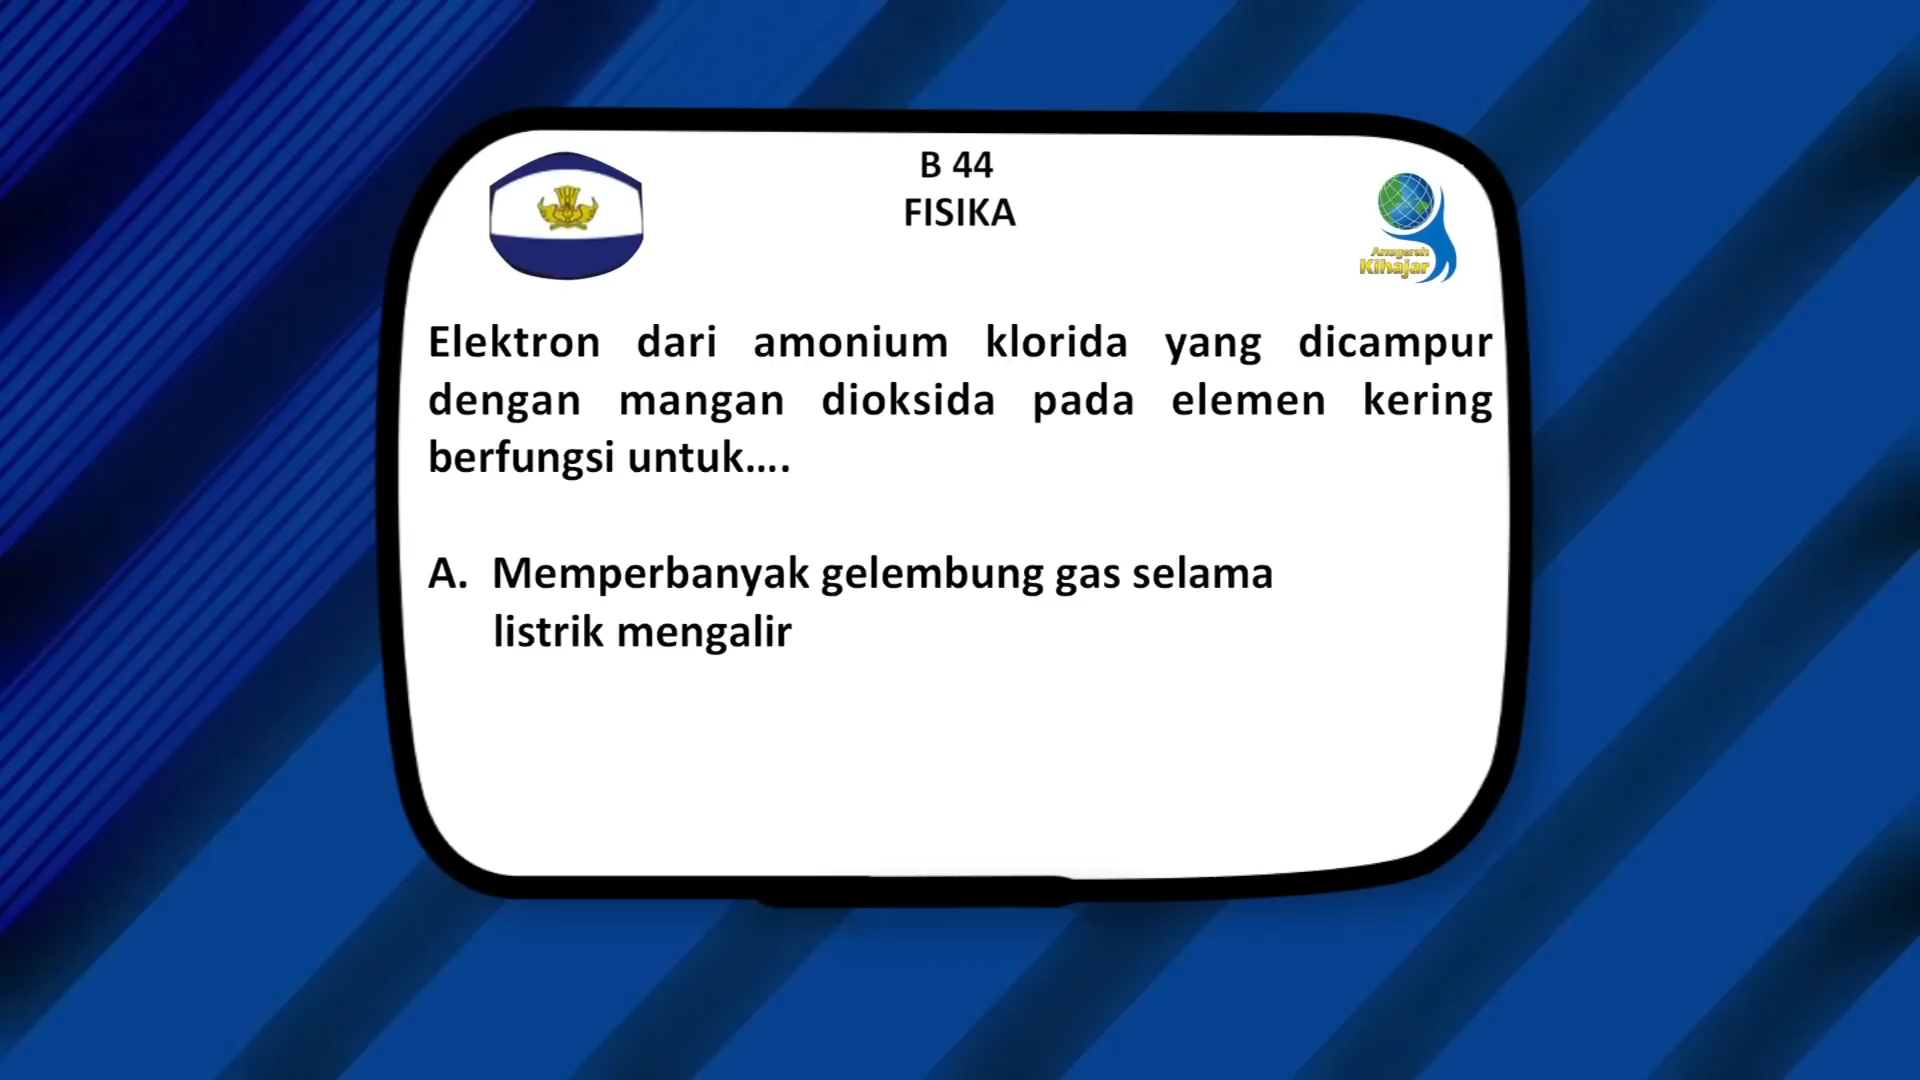 B 44
FISIKA
Anugerah
Kihajar
Elektron dari amonium klorida yang dicampur
dengan mangan dioksida pada elemen kering
berfungsi untuk....
A. Memperbanyak gelembung gas selama
listrik mengalir